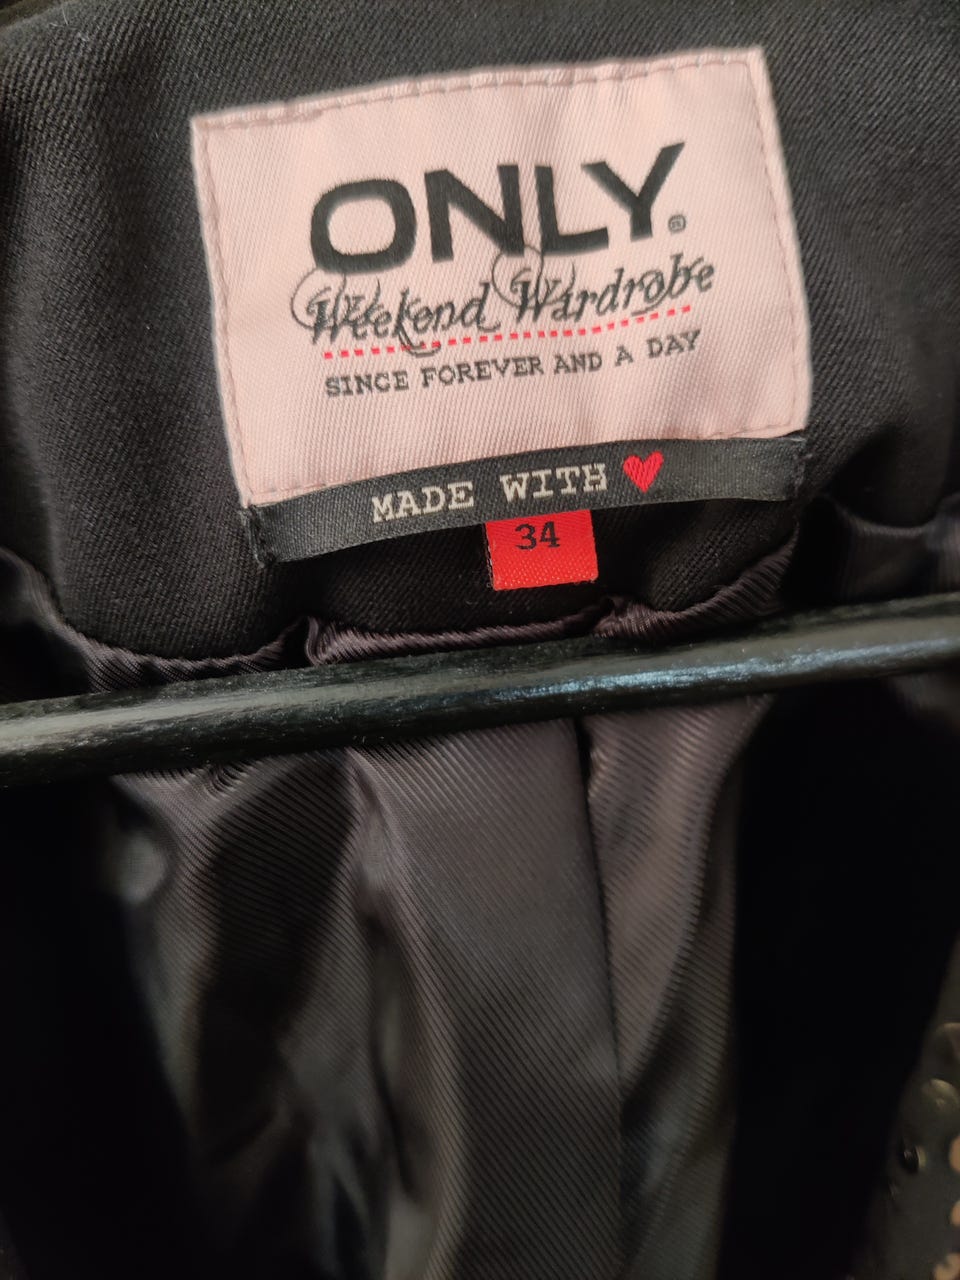 ONLY®
Weekend Wardrobe
SINCE FOREVER AND A DAY
MADE WITH
34